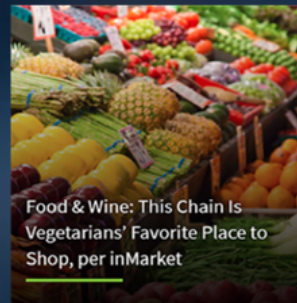 Food & Wine: This Chain Is
Vegetarians’ Favorite Place to
Shop, per inMarket